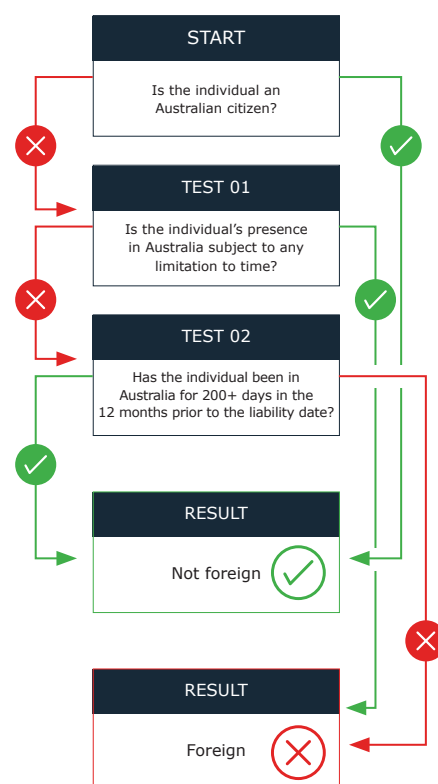 START
Is the individual an
Australian citizen?
TEST 01
Is the individual’s presence
in Australia subject to any
limitation to time?
TEST 02
Has the individual been in
Australia for 200+ days in the
12 months prior to the liability date?
RESULT
Not foreign
RESULT
Foreign